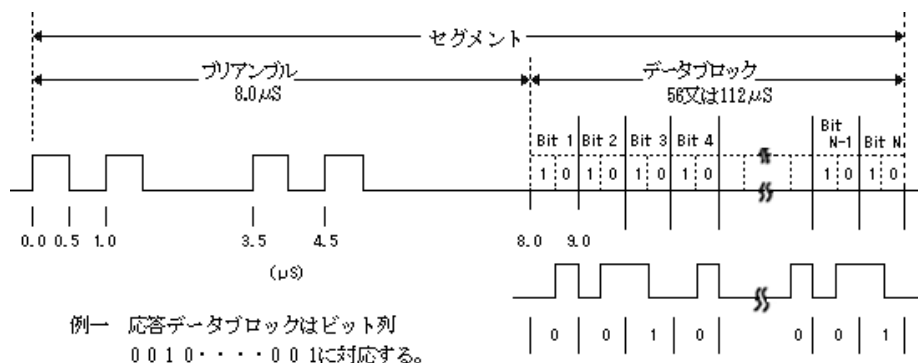 セグメント
プリアンブル
8.0μS
データブロック
56又は112μS
Bit 1 Bit 2 Bit 3 Bit 4 Bit N-1 Bit N
1 0 1 0 1 0 1 0 1 0 1 0
0.0 0.5 1.0 3.5 4.5 8.0 9.0
(μS)
0 0 1 0 0 0 1
例一 応答データブロックはビット列
0010・・・・001に対応する。